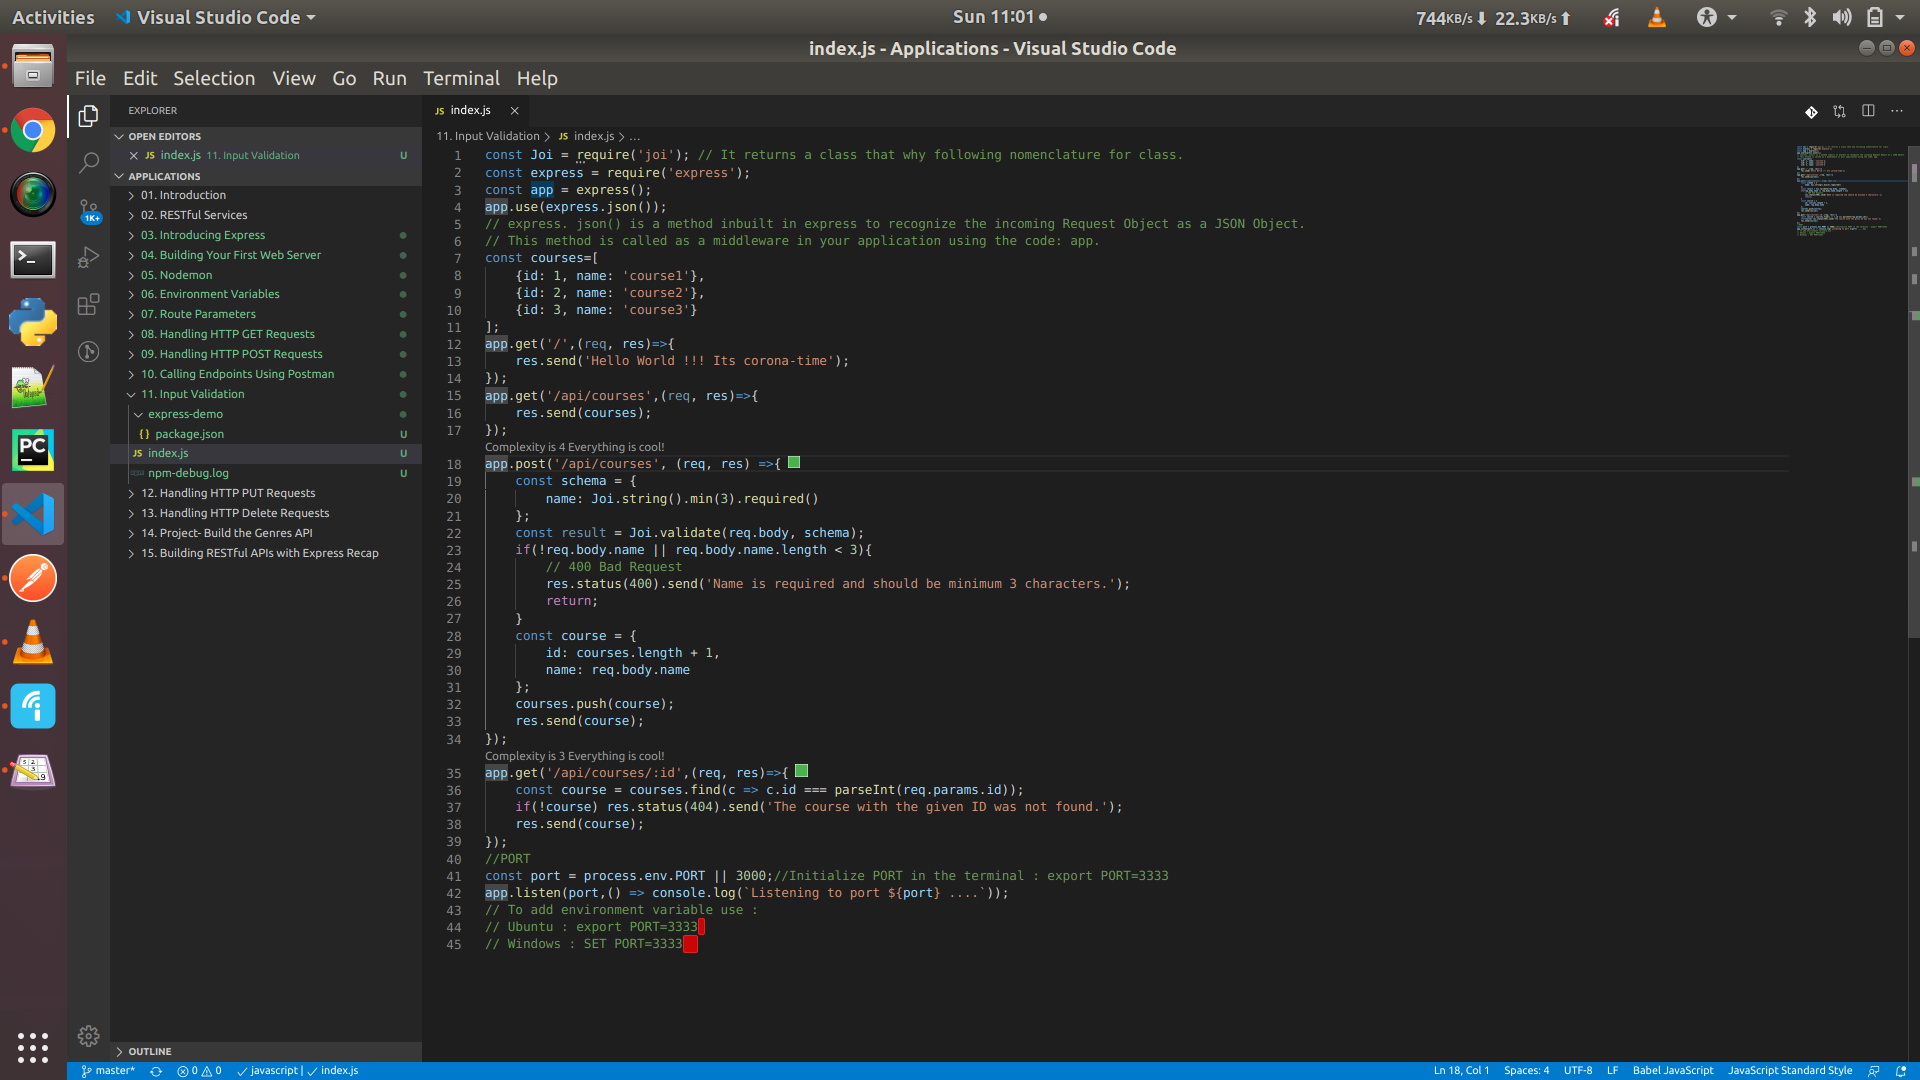 Activities
Visual Studio Code
Sun 11:01
744KB/s 22.3KB/s
index.js - Applications - Visual Studio Code
File Edit Selection View Go Run Terminal Help
EXPLORER
OPEN EDITORS
JS index.js 11. Input Validation U
APPLICATIONS
01. Introduction
02. RESTful Services
03. Introducing Express
04. Building Your First Web Server
05. Nodemon
06. Environment Variables
07. Route Parameters
08. Handling HTTP GET Requests
09. Handling HTTP POST Requests
10. Calling Endpoints Using Postman
11. Input Validation
express-demo
{} package.json U
JS index.js U
npm-debug.log U
12. Handling HTTP PUT Requests
13. Handling HTTP Delete Requests
14. Project- Build the Genres API
15. Building RESTful APIs with Express Recap
OUTLINE
1K+
PC
JS index.js
11. Input Validation > JS index.js > ...
1 const Joi = require('joi'); // It returns a class that why following nomenclature for class.
2 const express = require('express');
3 const app = express();
4 app.use(express.json());
5 // express. json() is a method inbuilt in express to recognize the incoming Request Object as a JSON Object.
6 // This method is called as a middleware in your application using the code: app.
7 const courses=[
8 {id: 1, name: 'course1'},
9 {id: 2, name: 'course2'},
10 {id: 3, name: 'course3'}
11 ];
12 app.get('/',(req, res)=>{
13 res.send('Hello World !!! Its corona-time');
14 });
15 app.get('/api/courses',(req, res)=>{
16 res.send(courses);
17 });
Complexity is 4 Everything is cool!
18 app.post('/api/courses', (req, res) =>{
19 const schema = {
20 name: Joi.string().min(3).required()
21 };
22 const result = Joi.validate(req.body, schema);
23 if(!req.body.name || req.body.name.length < 3){
24 // 400 Bad Request
25 res.status(400).send('Name is required and should be minimum 3 characters.');
26 return;
27 }
28 const course = {
29 id: courses.length + 1,
30 name: req.body.name
31 };
32 courses.push(course);
33 res.send(course);
34 });
Complexity is 3 Everything is cool!
35 app.get('/api/courses/:id',(req, res)=>{
36 const course = courses.find(c => c.id === parseInt(req.params.id));
37 if(!course) res.status(404).send('The course with the given ID was not found.');
38 res.send(course);
39 });
40 //PORT
41 const port = process.env.PORT || 3000;//Initialize PORT in the terminal : export PORT=3333
42 app.listen(port,() => console.log(`Listening to port ${port} ....`));
43 // To add environment variable use :
44 // Ubuntu : export PORT=3333
45 // Windows : SET PORT=3333
master* 0 0 javascript | index.js
Ln 18, Col 1 Spaces: 4 UTF-8 LF Babel JavaScript JavaScript Standard Style